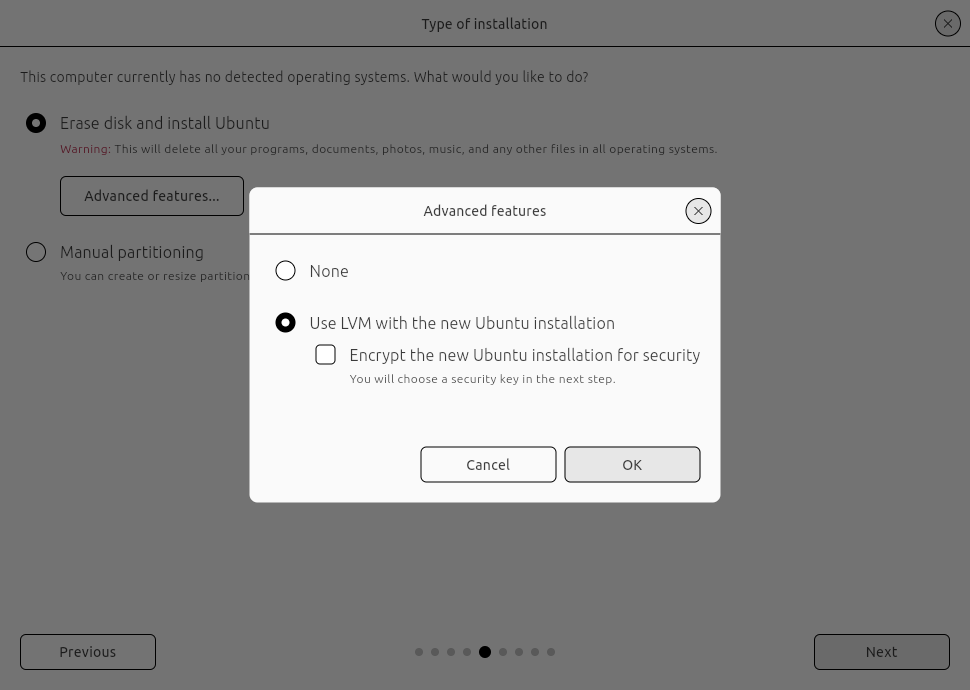 Type of installation
This computer currently has no detected operating systems. What would you like to do?
Erase disk and install Ubuntu
Warning: This will delete all your programs, documents, photos, music, and any other files in all operating systems.
Advanced features...
Manual partitioning
You can create or resize partition
Advanced features
None
Use LVM with the new Ubuntu installation
Encrypt the new Ubuntu installation for security
You will choose a security key in the next step.
Cancel
OK
Previous
Next